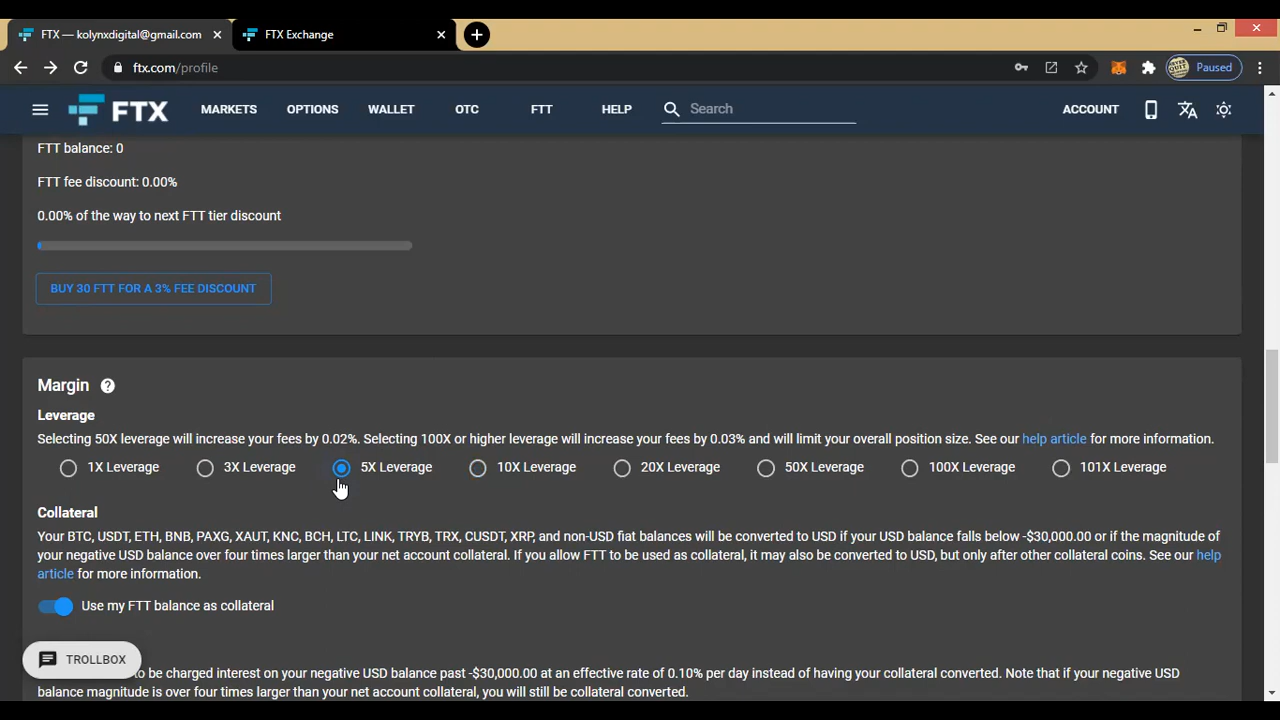 FTX — kolynxdigital@gmail.com
FTX Exchange
ftx.com/profile
Paused
FTX
MARKETS
OPTIONS
WALLET
OTC
FTT
HELP
Search
ACCOUNT
FTT balance: 0
FTT fee discount: 0.00%
0.00% of the way to next FTT tier discount
BUY 30 FTT FOR A 3% FEE DISCOUNT
Margin ?
Leverage
Selecting 50X leverage will increase your fees by 0.02%. Selecting 100X or higher leverage will increase your fees by 0.03% and will limit your overall position size. See our help article for more information.
1X Leverage
3X Leverage
5X Leverage
10X Leverage
20X Leverage
50X Leverage
100X Leverage
101X Leverage
Collateral
Your BTC, USDT, ETH, BNB, PAXG, XAUT, KNC, BCH, LTC, LINK, TRYB, TRX, CUSDT, XRP, and non-USD fiat balances will be converted to USD if your USD balance falls below -$30,000.00 or if the magnitude of
your negative USD balance over four times larger than your net account collateral. If you allow FTT to be used as collateral, it may also be converted to USD, but only after other collateral coins. See our help
article for more information.
Use my FTT balance as collateral
TROLLBOX
to be charged interest on your negative USD balance past -$30,000.00 at an effective rate of 0.10% per day instead of having your collateral converted. Note that if your negative USD
balance magnitude is over four times larger than your net account collateral, you will still be collateral converted.